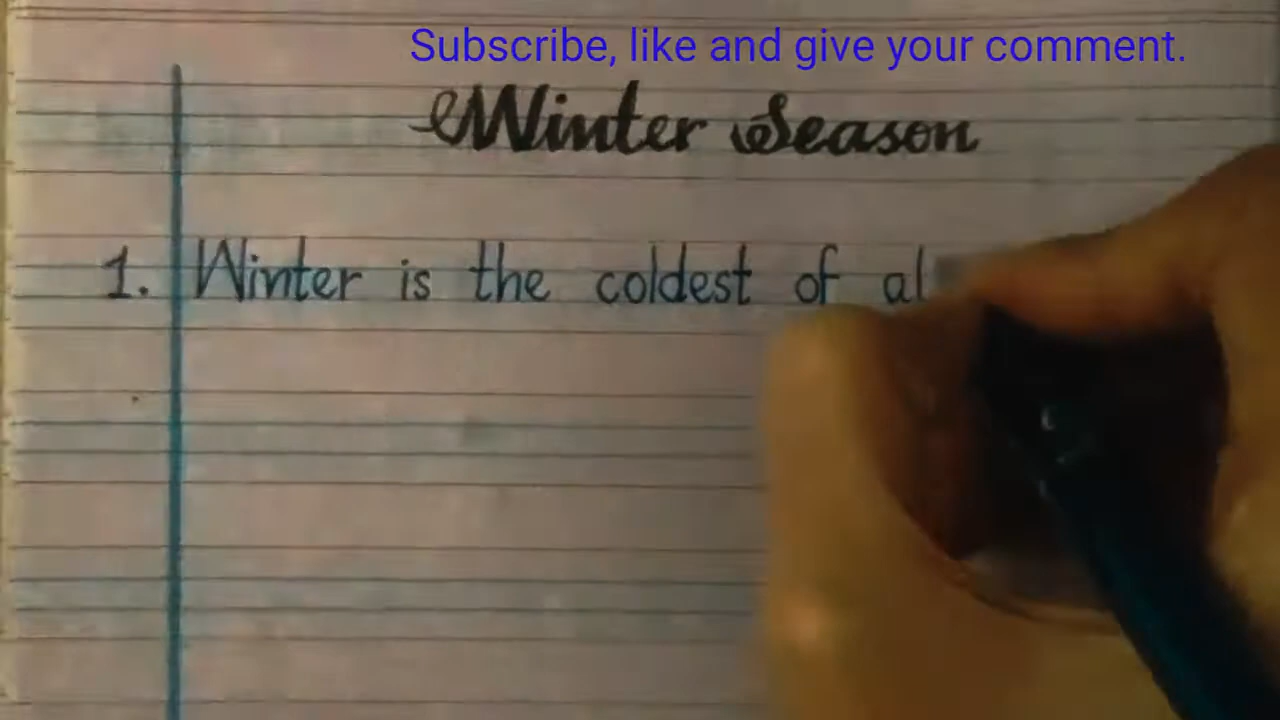 Subscribe, like and give your comment.
Winter Season
1. Winter is the coldest of al